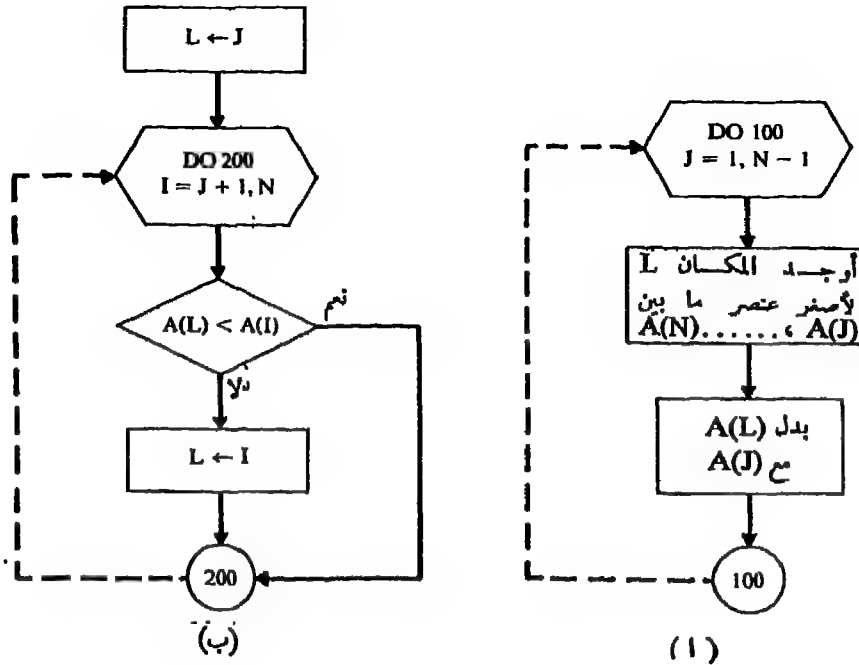 DO 100
J = 1, N − 1
أوجد المكان L
لأصغر عنصر ما بين
A(N)......، A(J)
بدل A(L)
مع A(J)
100
(ا)
L ← J
DO 200
I = J + 1, N
A(L) < A(I)
نعم
لا
L ← I
200
(ب)